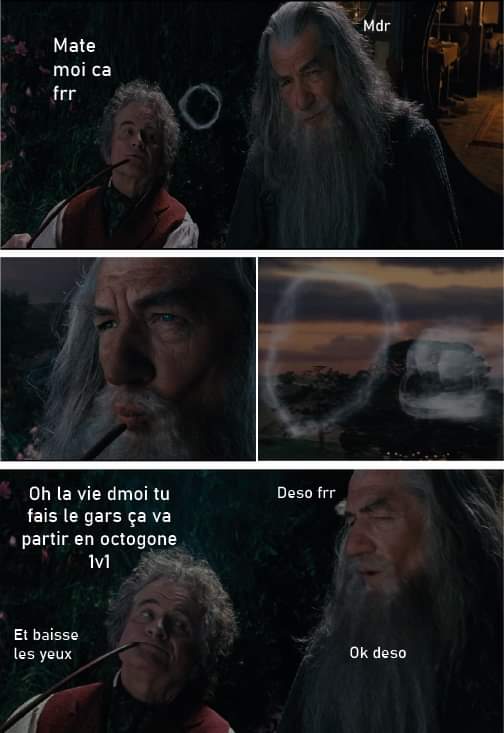 Mate
moi ca
frr
Mdr
Oh la vie dmoi tu
fais le gars ça va
partir en octogone
1v1
Deso frr
Et baisse
les yeux
Ok deso